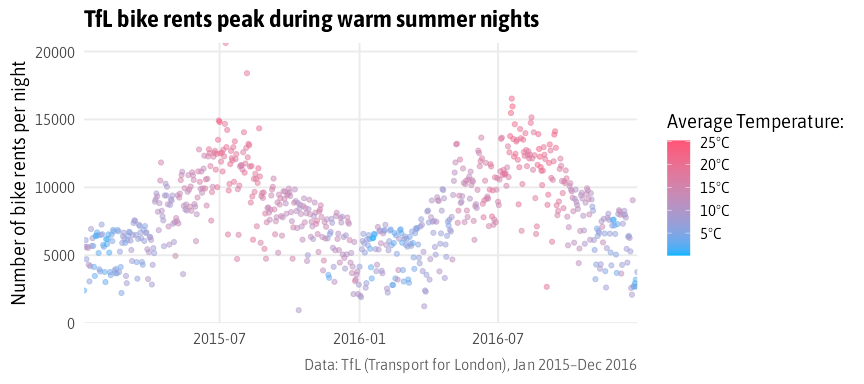 TfL bike rents peak during warm summer nights
Number of bike rents per night
20000
15000
10000
5000
0
2015-07
2016-01
2016-07
Average Temperature:
25°C
20°C
15°C
10°C
5°C
Data: TfL (Transport for London), Jan 2015–Dec 2016